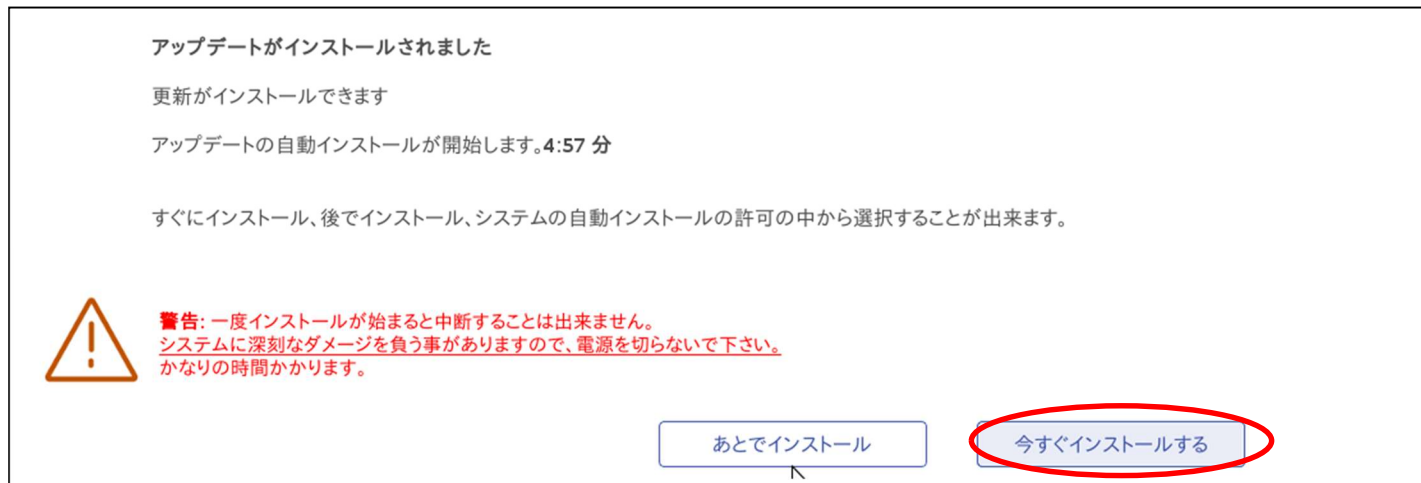 アップデートがインストールされました
更新がインストールできます
アップデートの自動インストールが開始します。4:57 分
すぐにインストール、後でインストール、システムの自動インストールの許可の中から選択することが出来ます。
警告: 一度インストールが始まると中断することは出来ません。
システムに深刻なダメージを負う事がありますので、電源を切らないで下さい。
かなりの時間かかります。
あとでインストール
今すぐインストールする